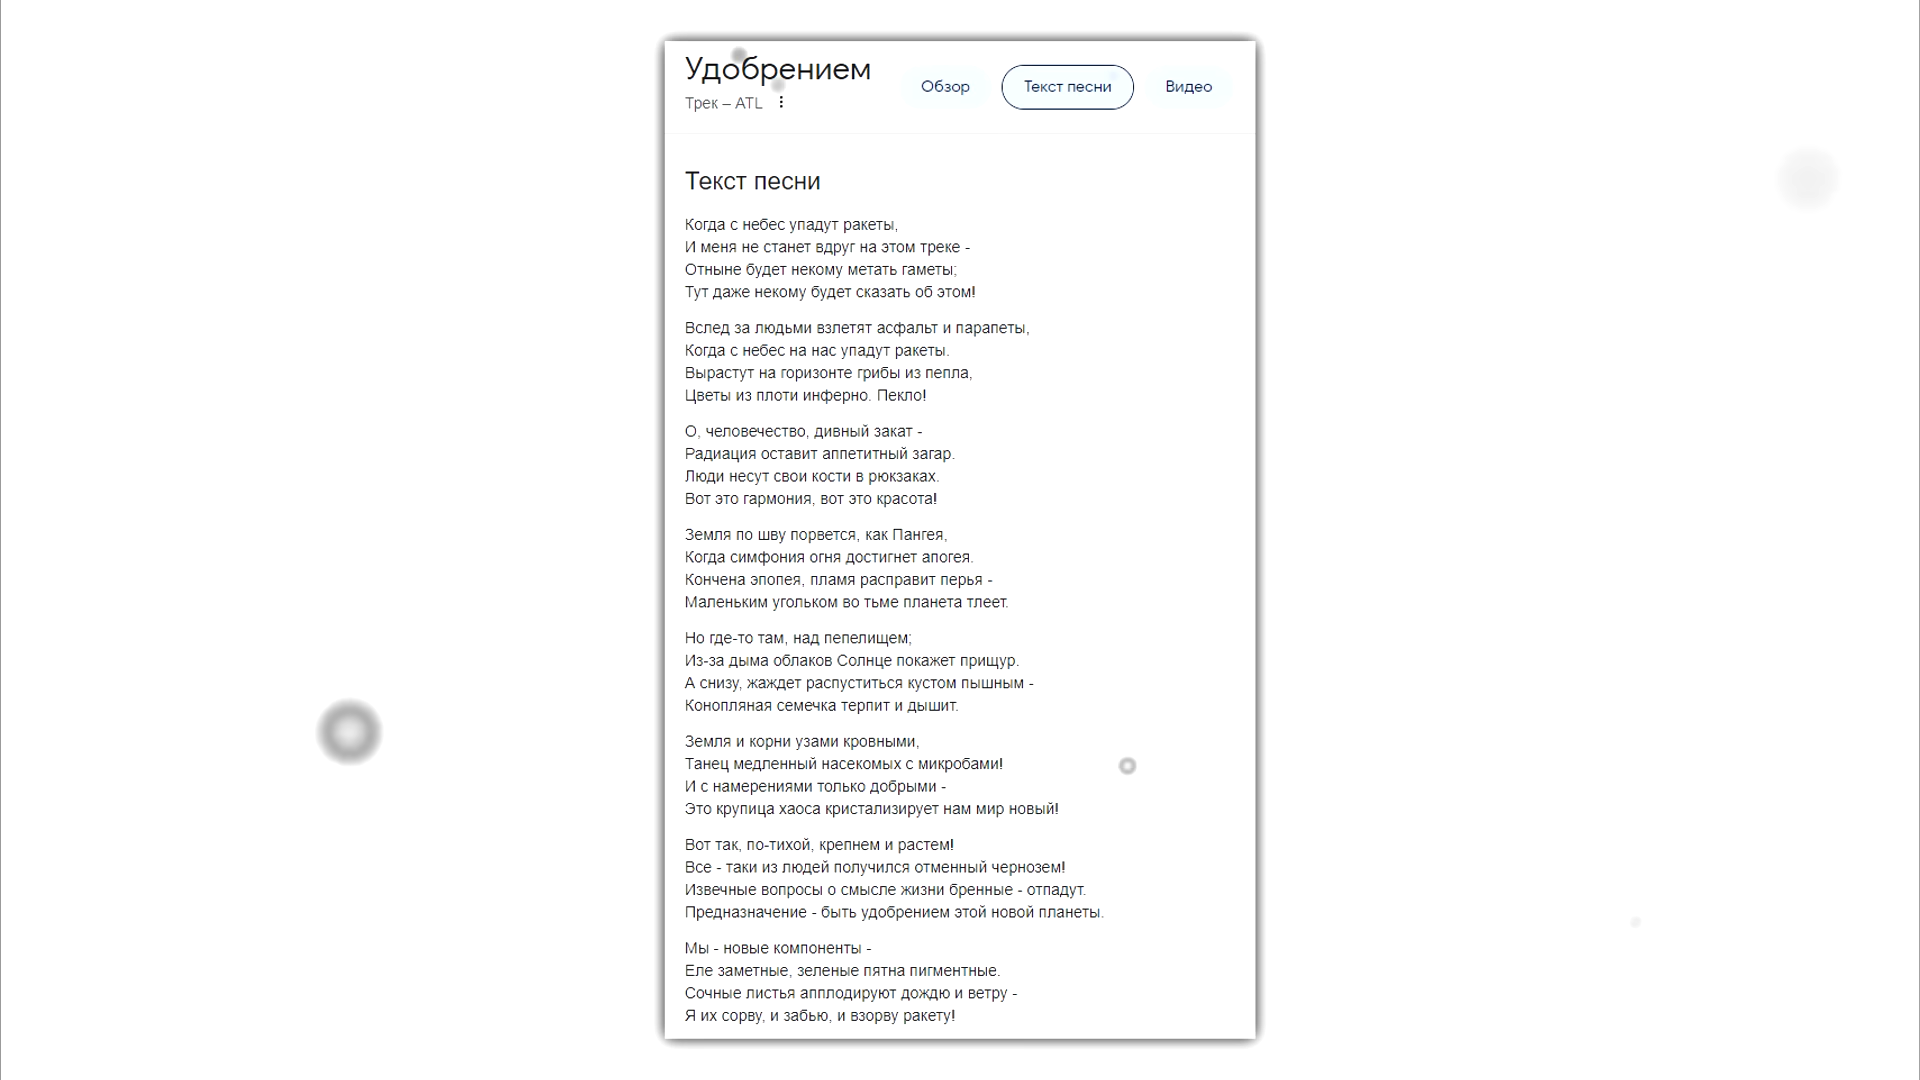 Удобрением
Трек – ATL
Обзор
Текст песни
Видео
Текст песни
Когда с небес упадут ракеты,
И меня не станет вдруг на этом треке -
Отныне будет некому метать гаметы;
Тут даже некому будет сказать об этом!
Вслед за людьми взлетят асфальт и парапеты,
Когда с небес на нас упадут ракеты.
Вырастут на горизонте грибы из пепла,
Цветы из плоти инферно. Пекло!
О, человечество, дивный закат -
Радиация оставит аппетитный загар.
Люди несут свои кости в рюкзаках.
Вот это гармония, вот это красота!
Земля по шву порвется, как Пангея,
Когда симфония огня достигнет апогея.
Кончена эпопея, пламя расправит перья -
Маленьким угольком во тьме планета тлеет.
Но где-то там, над пепелищем;
Из-за дыма облаков Солнце покажет прищур.
А снизу, жаждет распуститься кустом пышным -
Конопляная семечка терпит и дышит.
Земля и корни узами кровными,
Танец медленный насекомых с микробами!
И с намерениями только добрыми -
Это крупица хаоса кристализирует нам мир новый!
Вот так, по-тихой, крепнем и растем!
Все - таки из людей получился отменный чернозем!
Извечные вопросы о смысле жизни бренные - отпадут.
Предназначение - быть удобрением этой новой планеты.
Мы - новые компоненты -
Еле заметные, зеленые пятна пигментные.
Сочные листья апплодируют дождю и ветру -
Я их сорву, и забью, и взорву ракету!